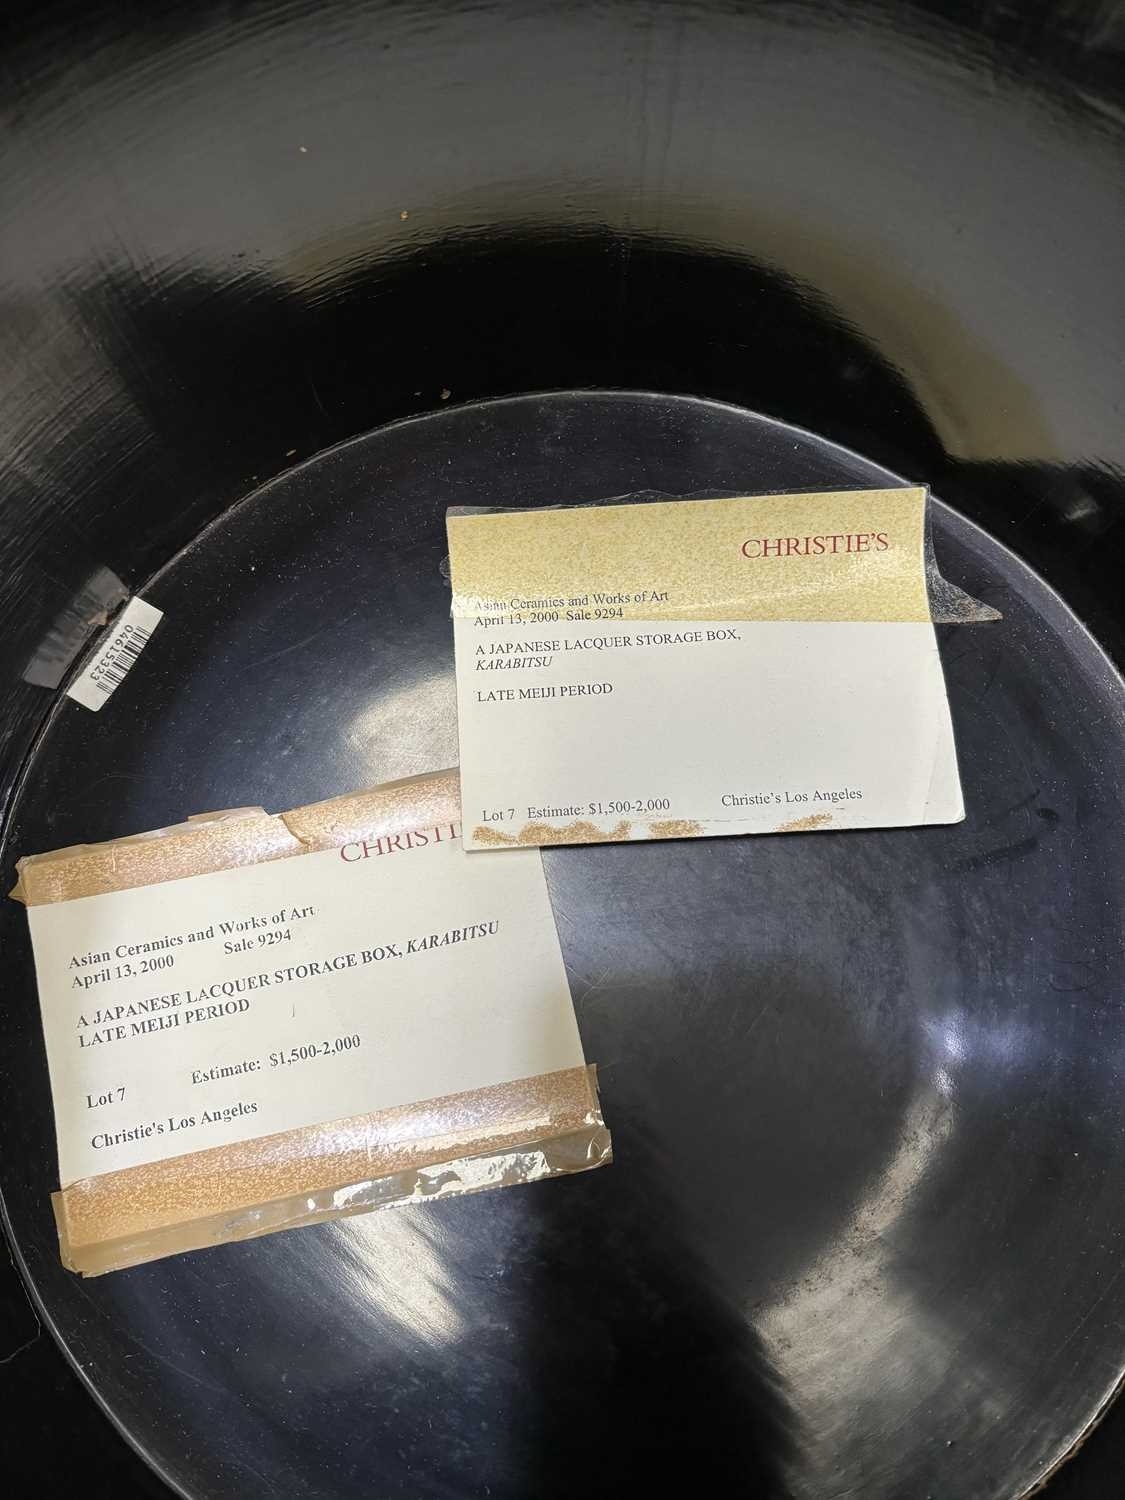 CHRISTIE'S
Asian Ceramics and Works of Art
April 13, 2000 Sale 9294
A JAPANESE LACQUER STORAGE BOX,
KARABITSU
LATE MEIJI PERIOD
Lot 7 Estimate: $1,500-2,000 Christie's Los Angeles
04615323
CHRISTI
Asian Ceramics and Works of Art
April 13, 2000 Sale 9294
A JAPANESE LACQUER STORAGE BOX, KARABITSU
LATE MEIJI PERIOD
Estimate: $1,500-2,000
Lot 7
Christie's Los Angeles